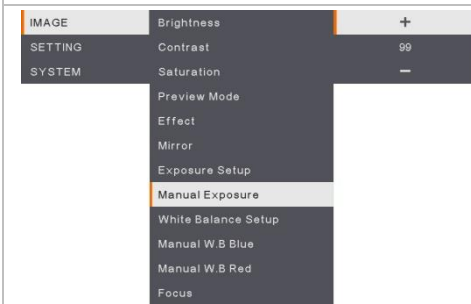 IMAGE
SETTING
SYSTEM
Brightness
Contrast
Saturation
Preview Mode
Effect
Mirror
Exposure Setup
Manual Exposure
White Balance Setup
Manual W.B Blue
Manual W.B Red
Focus
+
99
−